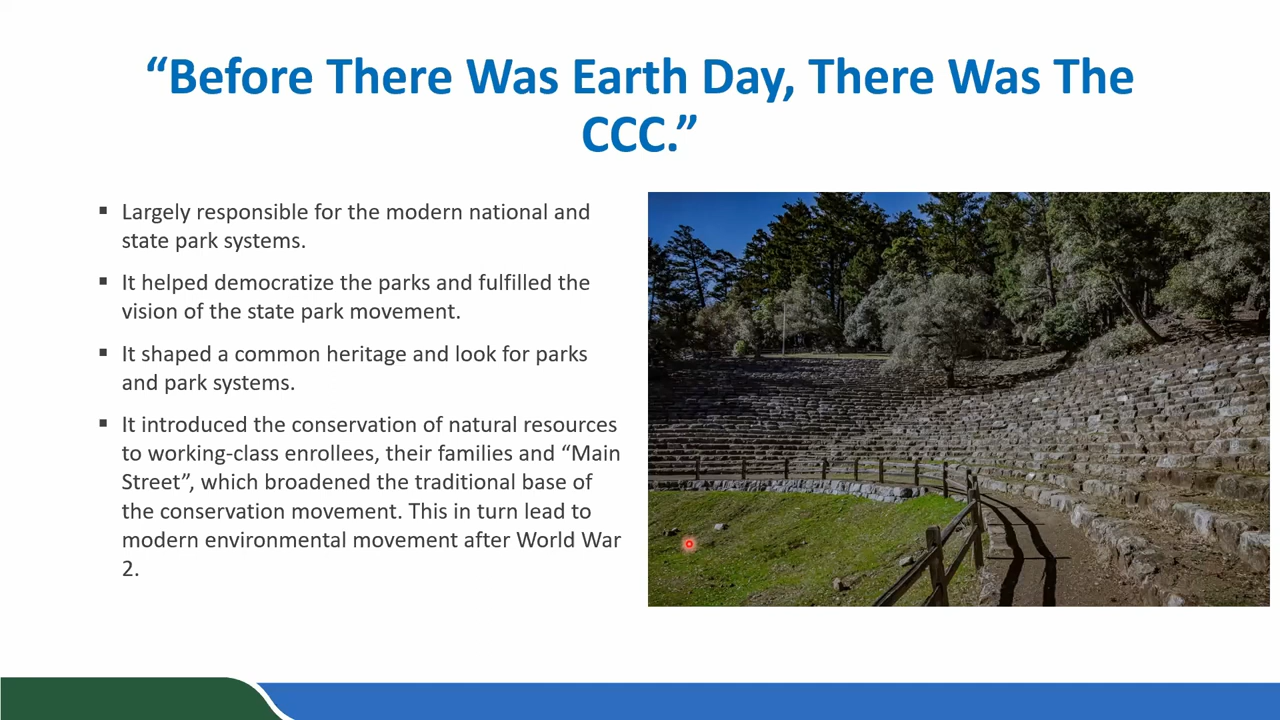 “Before There Was Earth Day, There Was The
CCC.”
▪ Largely responsible for the modern national and
state park systems.
▪ It helped democratize the parks and fulfilled the
vision of the state park movement.
▪ It shaped a common heritage and look for parks
and park systems.
▪ It introduced the conservation of natural resources
to working-class enrollees, their families and “Main
Street”, which broadened the traditional base of
the conservation movement. This in turn lead to
modern environmental movement after World War
2.